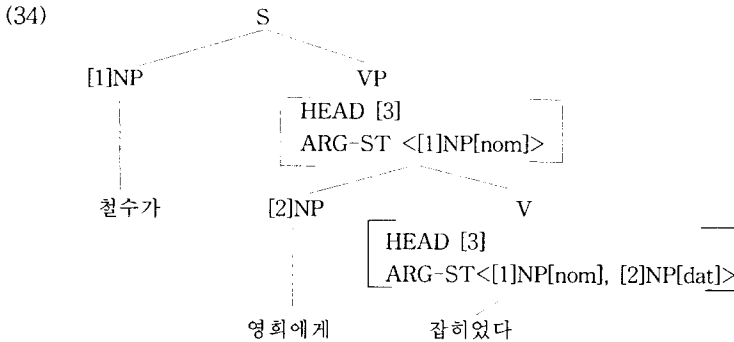 (34) S
[1]NP VP
HEAD [3]
ARG-ST <[1]NP[nom]>
철수가 [2]NP V
HEAD [3]
ARG-ST<[1]NP[nom], [2]NP[dat]>
영희에게 잡히었다